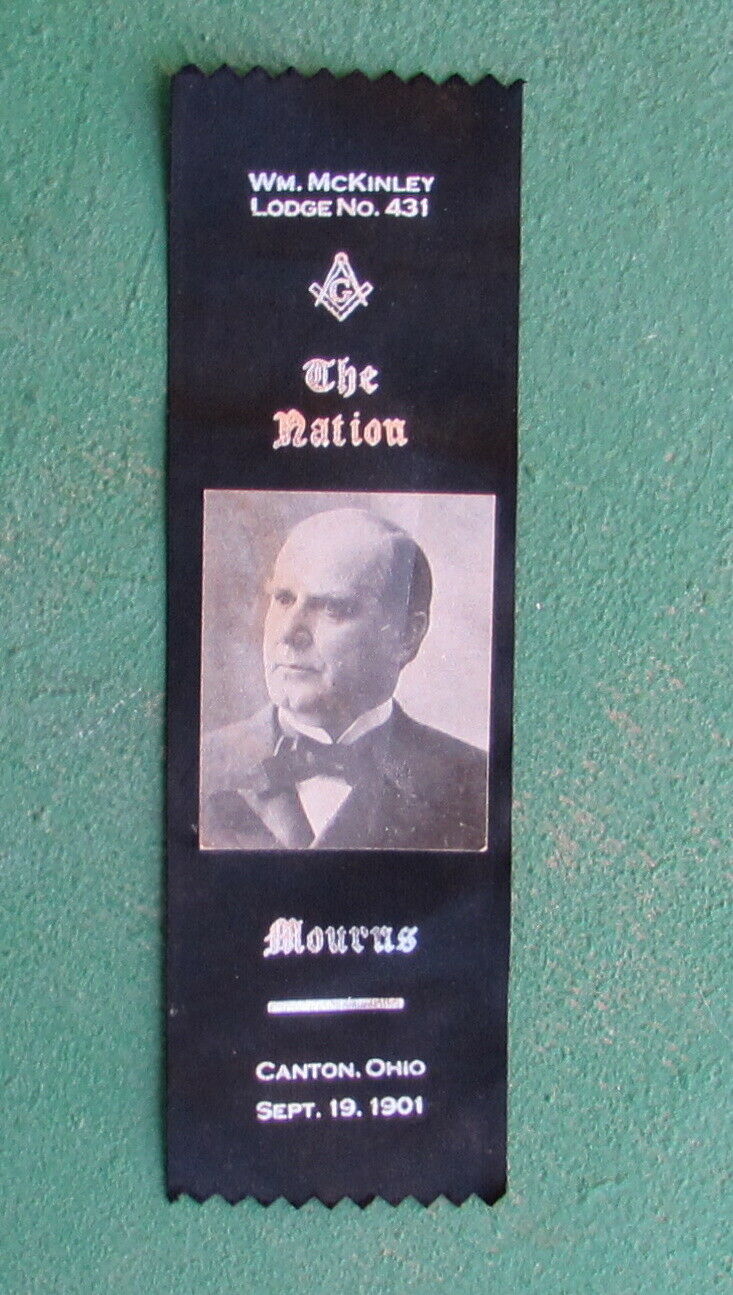 WM. MCKINLEY
LODGE NO. 431
G
The
Nation
Mourns
CANTON, OHIO
SEPT. 19, 1901